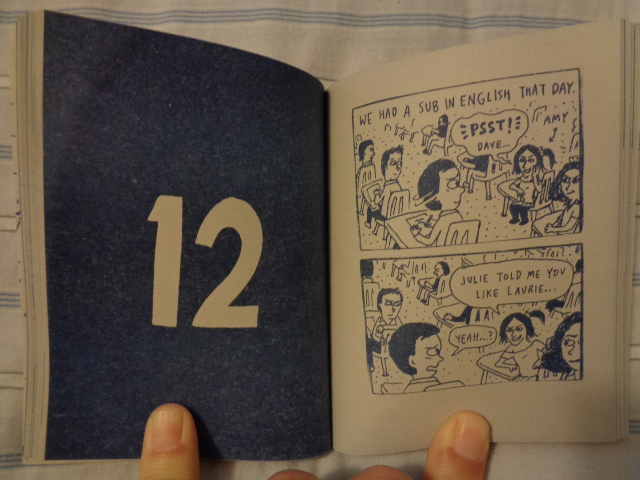 12
WE HAD A SUB IN ENGLISH THAT DAY.
PSST!
DAVE...
AMY
JULIE TOLD ME YOU
LIKE LAURIE...
YEAH...?